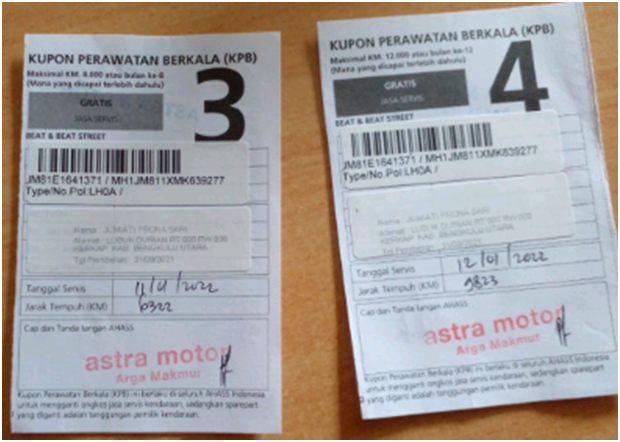 KUPON PERAWATAN BERKALA (KPB)
Maksimal KM. 8.000 atau bulan ke-8
(Mana yang dicapai terlebih dahulu)
GRATIS
JASA SERVIS
3
BEAT & BEAT STREET
JM81E1641371 / MH1JM811XMK639277
Type/No.Pol:LH0A /
Nama : JUMIATI FRONA SARI
Alamat : LUBUK DURIAN RT 000 RW 000
KERKAP KAB. BENGKULU UTARA
Tgl Pembelian : 31/08/2021
Tanggal Servis
Jarak Tempuh (KM) 6322
Cap dan Tanda tangan AHASS
astra motor
Arga Makmur
Kupon Perawatan Berkala (KPB) ini berlaku di seluruh AHASS Indonesia
untuk mengganti ongkos jasa servis kendaraan, sedangkan sparepart
yang diganti adalah tanggungan pemilik kendaraan.
KUPON PERAWATAN BERKALA (KPB)
Maksimal KM. 12.000 atau bulan ke-12
(Mana yang dicapai terlebih dahulu)
GRATIS
JASA SERVIS
4
BEAT & BEAT STREET
JM81E1641371 / MH1JM811XMK639277
Type/No.Pol:LH0A /
Nama : JUMIATI FRONA SARI
Alamat : LUBUK DURIAN RT 000 RW 000
KERKAP KAB. BENGKULU UTARA
Tgl Pembelian : 31/08/2021
Tanggal Servis 12/01/2022
Jarak Tempuh (KM) 9823
Cap dan Tanda tangan AHASS
astra motor
Arga Makmur
Kupon Perawatan Berkala (KPB) ini berlaku di seluruh AHASS Indonesia
untuk mengganti ongkos jasa servis kendaraan, sedangkan sparepart
yang diganti adalah tanggungan pemilik kendaraan.